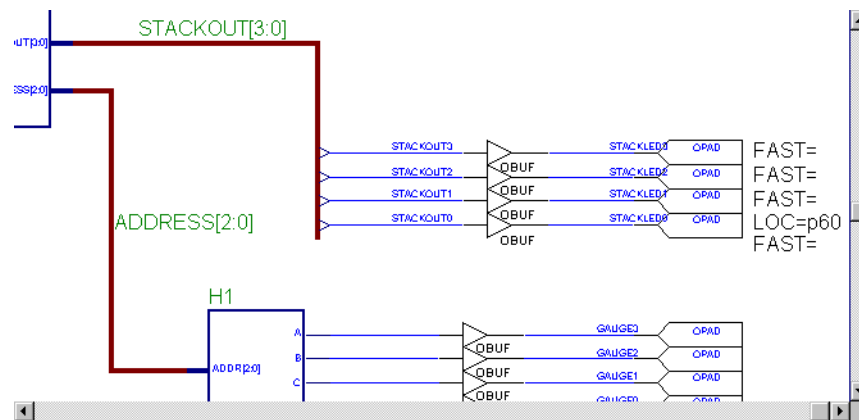 STACKOUT[3:0]
OUT[3:0]
ESS[2:0]
STACKOUT3 OBUF STACKLED3 OPAD FAST=
STACKOUT2 OBUF STACKLED2 OPAD FAST=
STACKOUT1 OBUF STACKLED1 OPAD FAST=
STACKOUT0 OBUF STACKLED0 OPAD LOC=p60
FAST=
ADDRESS[2:0]
H1
A OBUF GAUGE3 OPAD
ADDR[2:0] B OBUF GAUGE2 OPAD
C OBUF GAUGE1 OPAD
GAUGE0 OPAD